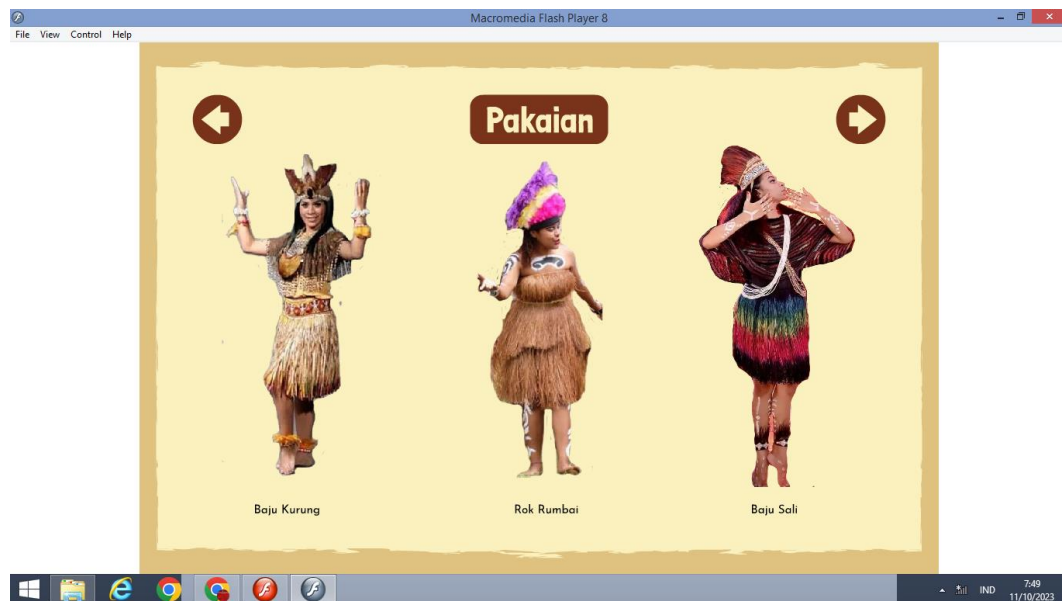 Macromedia Flash Player 8
File View Control Help
Pakaian
Baju Kurung
Rok Rumbai
Baju Sali
IND
7:49
11/10/2023